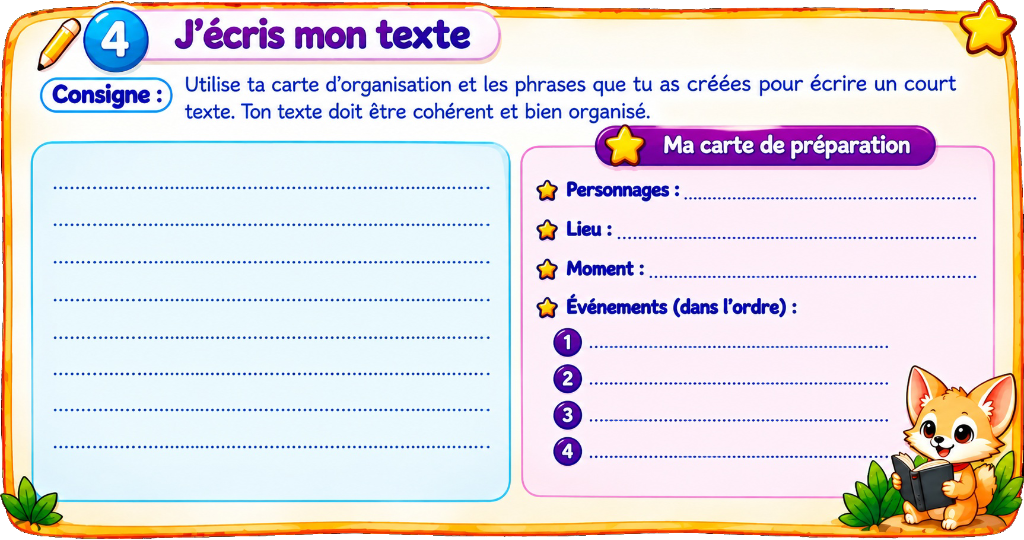 4 J'écris mon texte
Consigne : Utilise ta carte d'organisation et les phrases que tu as créées pour écrire un court
texte. Ton texte doit être cohérent et bien organisé.
Ma carte de préparation
Personnages :
Lieu :
Moment :
Événements (dans l'ordre) :
1
2
3
4